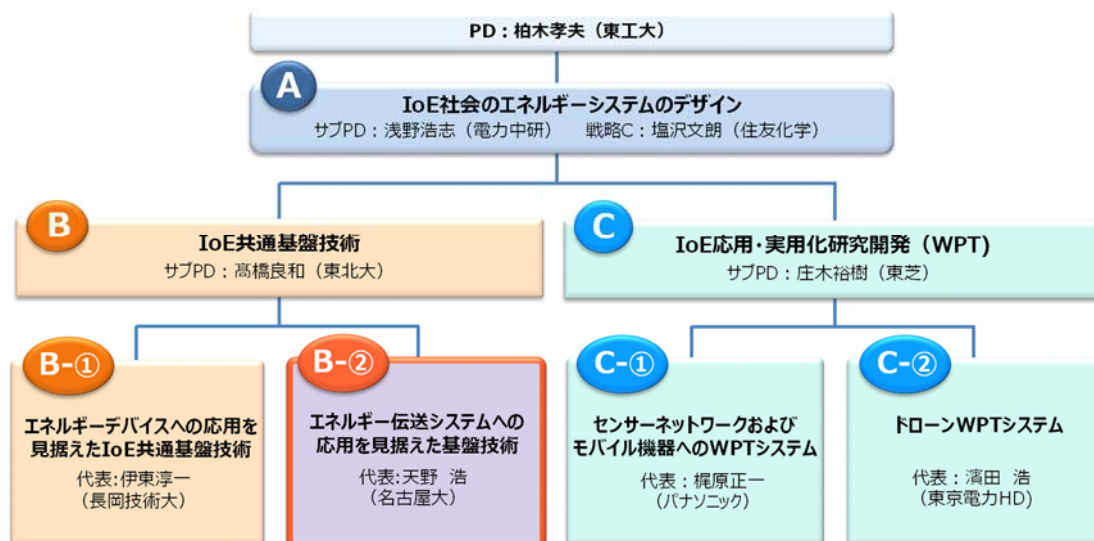 PD：柏木孝夫（東工大）
A
IoE社会のエネルギーシステムのデザイン
サブPD：浅野浩志（電力中研）　戦略C：塩沢文朗（住友化学）
B
IoE共通基盤技術
サブPD：髙橋良和（東北大）
C
IoE応用・実用化研究開発（WPT)
サブPD：庄木裕樹（東芝）
B-①
エネルギーデバイスへの応用を
見据えたIoE共通基盤技術
代表：伊東淳一
（長岡技術大）
B-②
エネルギー伝送システムへの
応用を見据えた基盤技術
代表：天野　浩
（名古屋大）
C-①
センサーネットワークおよび
モバイル機器へのWPTシステム
代表：梶原正一
（パナソニック）
C-②
ドローンWPTシステム
代表：濱田　浩
（東京電力HD）